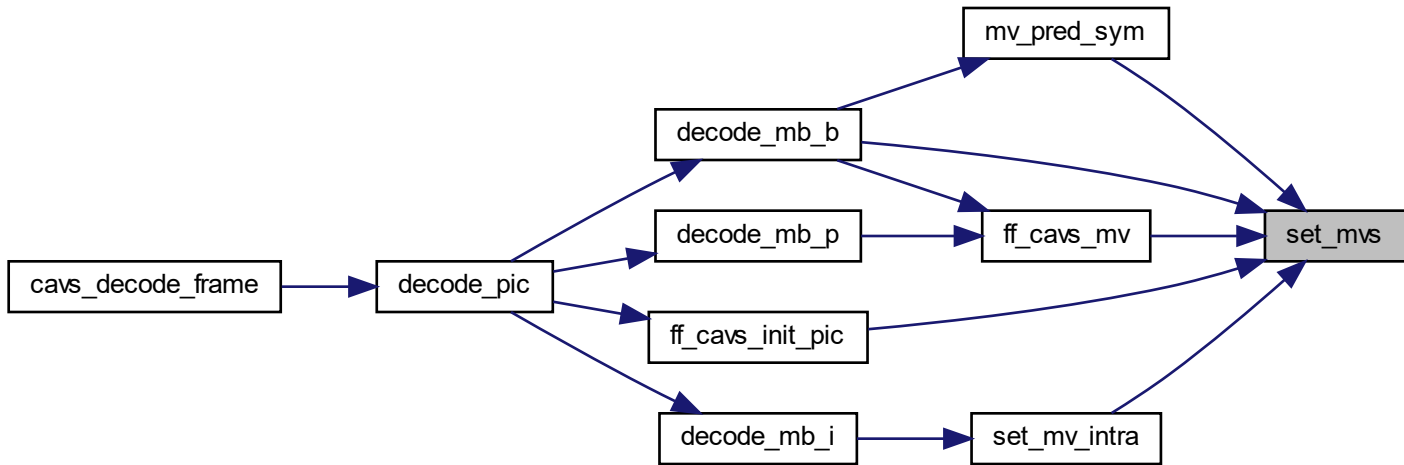 mv_pred_sym
decode_mb_b
decode_mb_p
ff_cavs_mv
set_mvs
cavs_decode_frame
decode_pic
ff_cavs_init_pic
decode_mb_i
set_mv_intra